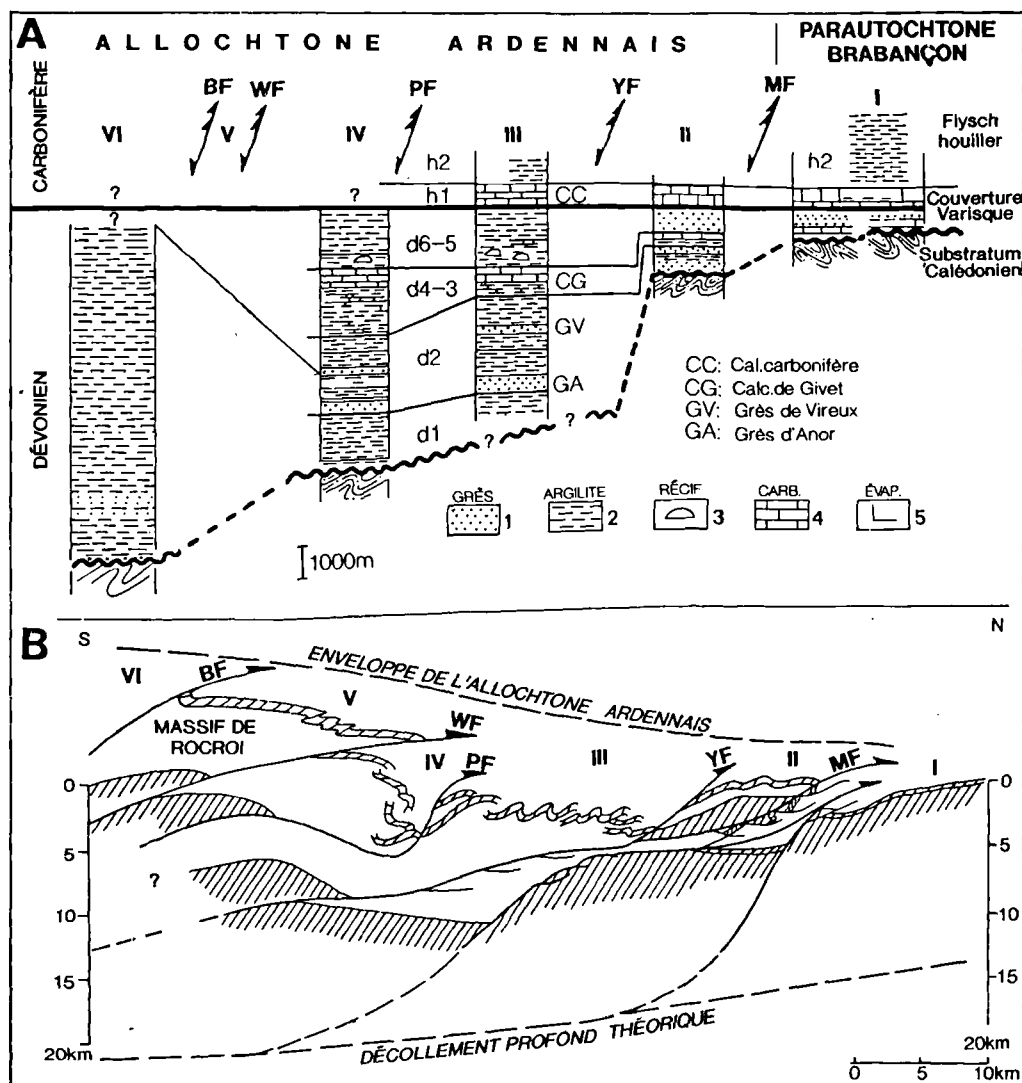 A
ALLOCHTONE ARDENNAIS
PARAUTOCHTONE
BRABANÇON
CARBONIFÈRE
DÉVONIEN
BF
WF
PF
YF
MF
I
VI
V
IV
III
II
Flysch
houiller
h2
h2
?
?
?
h1
CC
Couverture
Varisque
Substratum
Calédonien
d6-5
d4-3
CG
GV
d2
GA
d1
?
?
CC: Cal.carbonifère
CG: Calc.de Givet
GV: Grès de Vireux
GA: Grès d'Anor
GRÈS
1
ARGILITE
2
RÉCIF
3
CARB.
4
ÉVAP.
5
1000m
B
S
N
VI
BF
V
ENVELOPPE DE L'ALLOCHTONE ARDENNAIS
MASSIF DE
ROCROI
WF
IV
PF
III
YF
II
MF
I
0
0
5
5
?
10
10
15
15
20km
20km
DÉCOLLEMENT PROFOND THÉORIQUE
0 5 10km